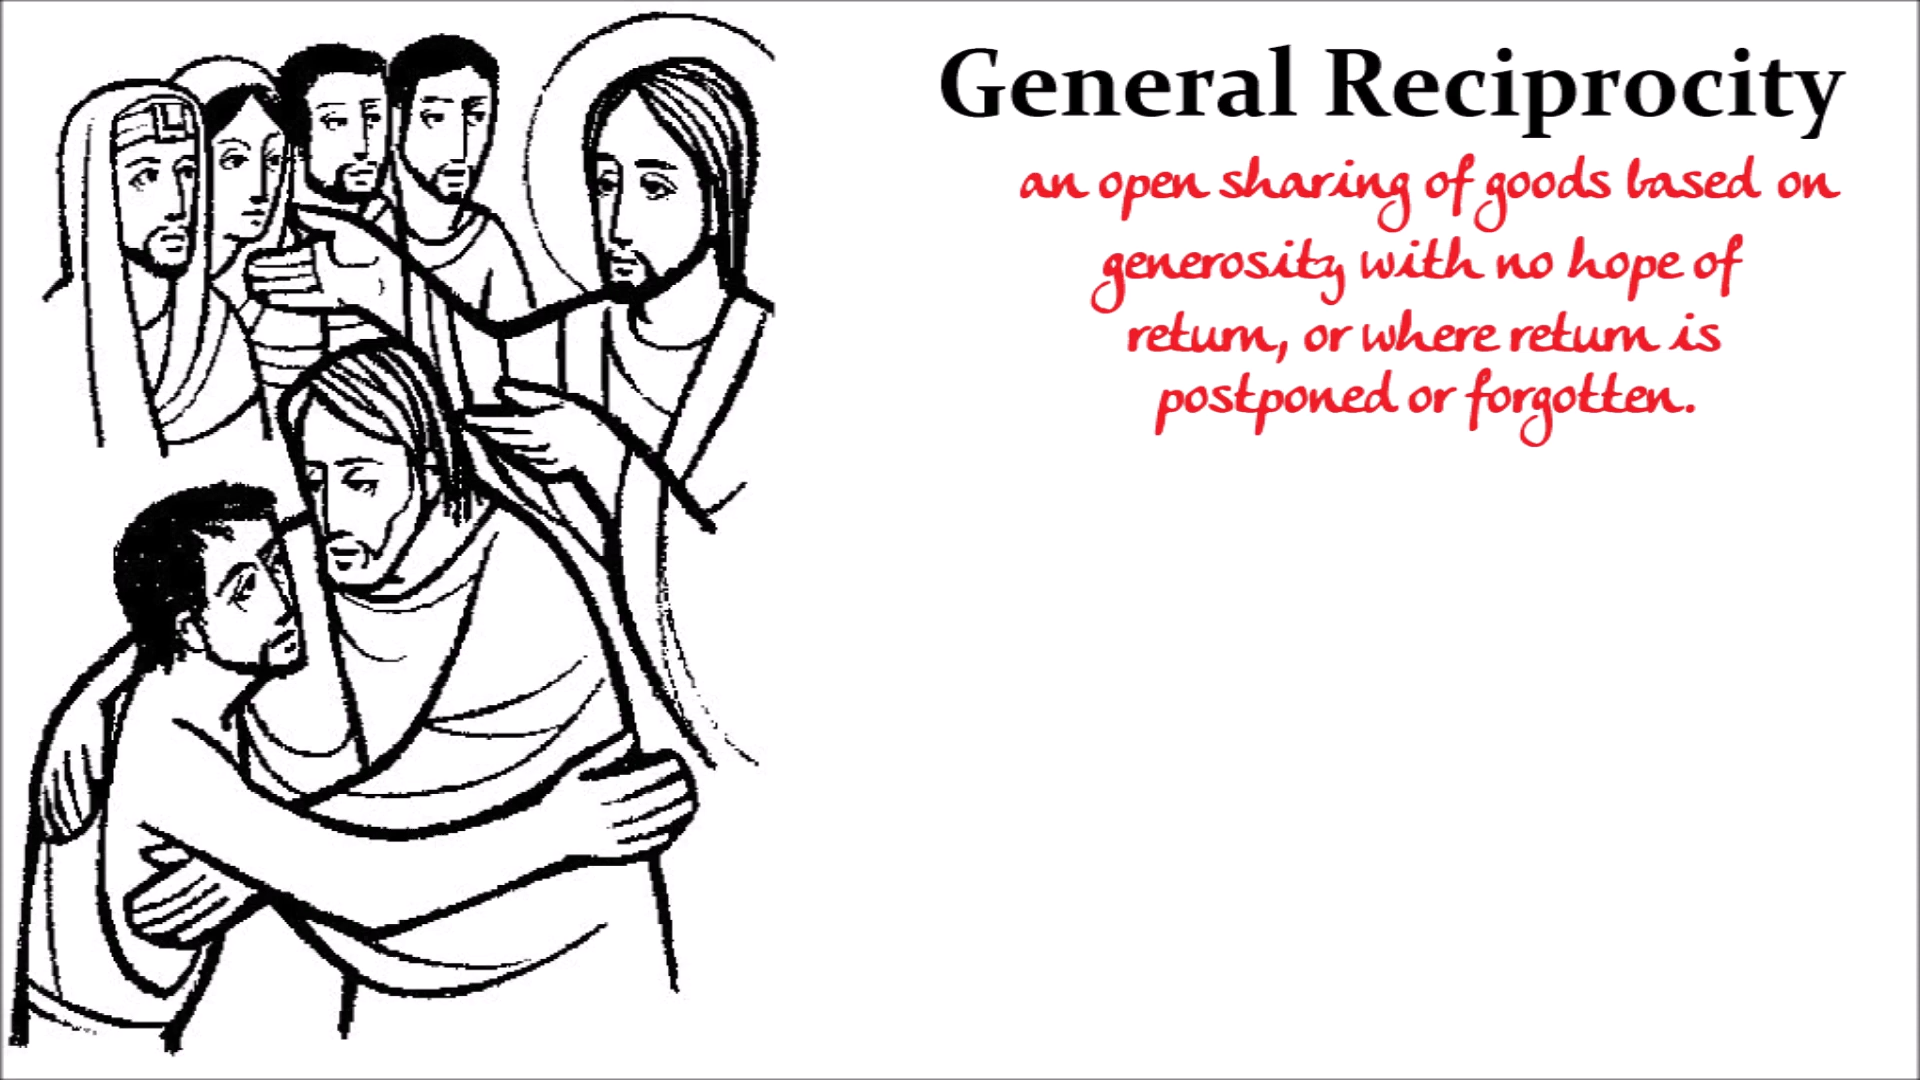 General Reciprocity
an open sharing of goods based on
generosity with no hope of
return, or where return is
postponed or forgotten.